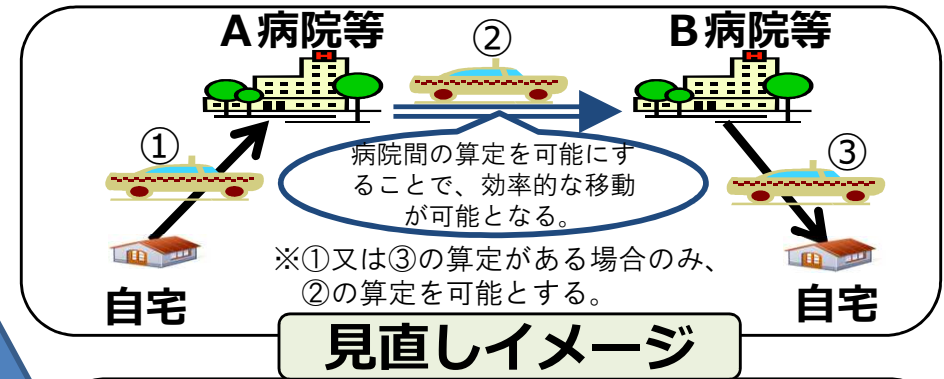 A病院等
②
B病院等
①
病院間の算定を可能にす
ることで、効率的な移動
が可能となる。
③
※①又は③の算定がある場合のみ、
②の算定を可能とする。
自宅
自宅
見直しイメージ